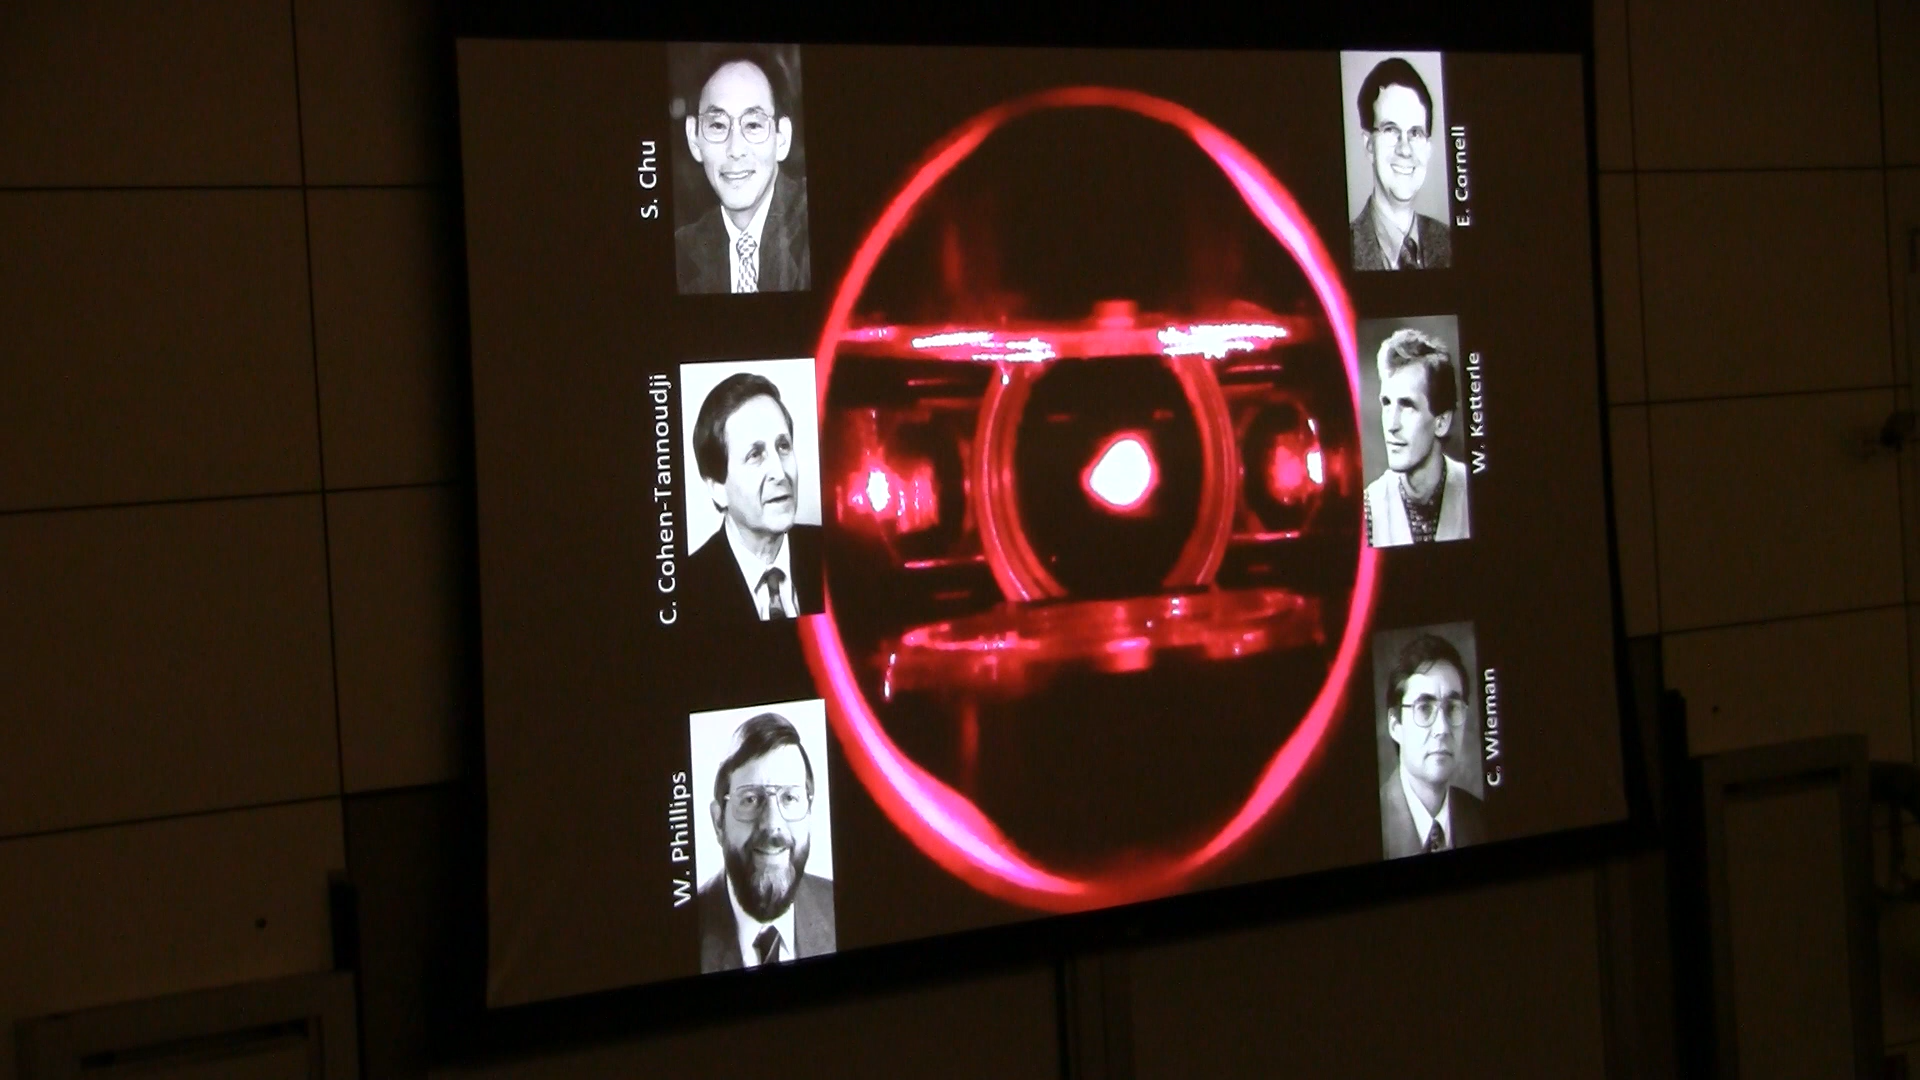 S. Chu
C. Cohen-Tannoudji
W. Phillips
E. Cornell
W. Ketterle
C. Wieman